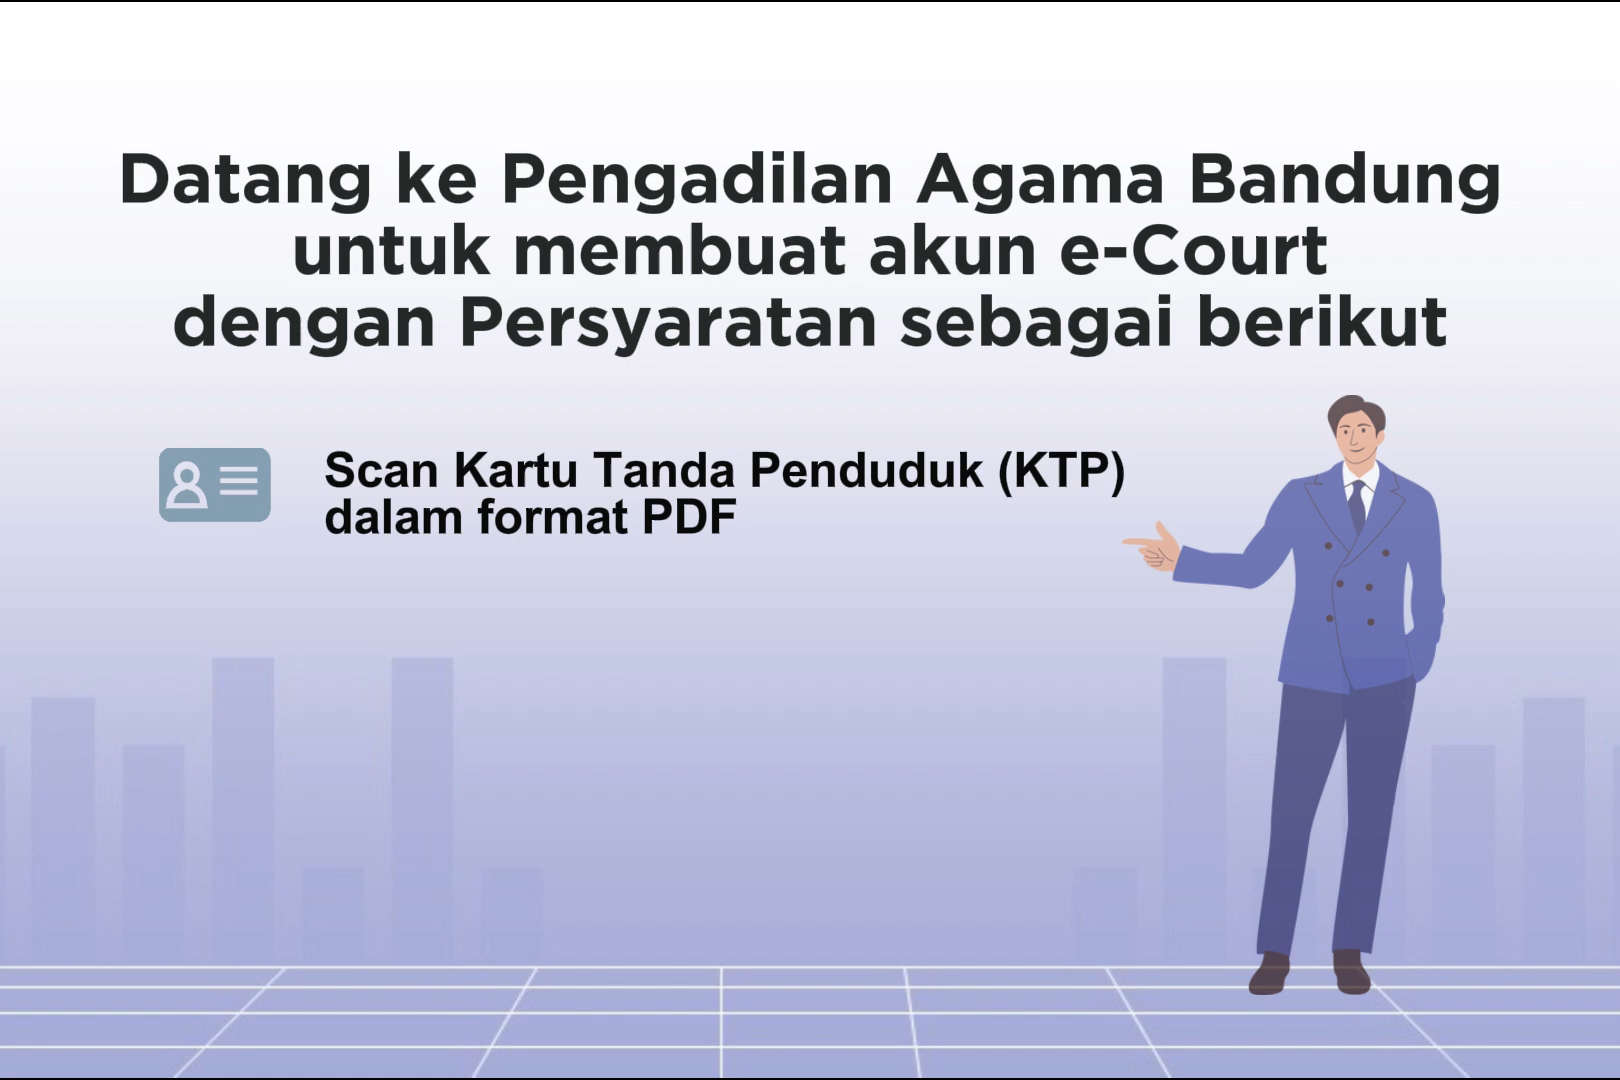 Datang ke Pengadilan Agama Bandung
untuk membuat akun e-Court
dengan Persyaratan sebagai berikut
Scan Kartu Tanda Penduduk (KTP)
dalam format PDF